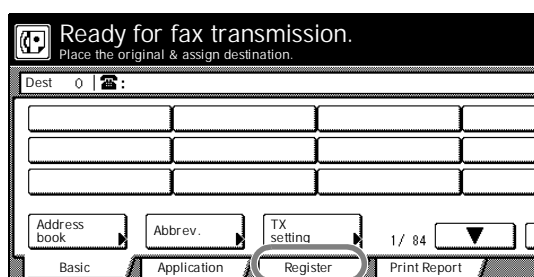 Ready for fax transmission.
Place the original & assign destination.
Dest 0 ☎:
Address book
Abbrev.
TX setting
1/ 84
Basic Application Register Print Report